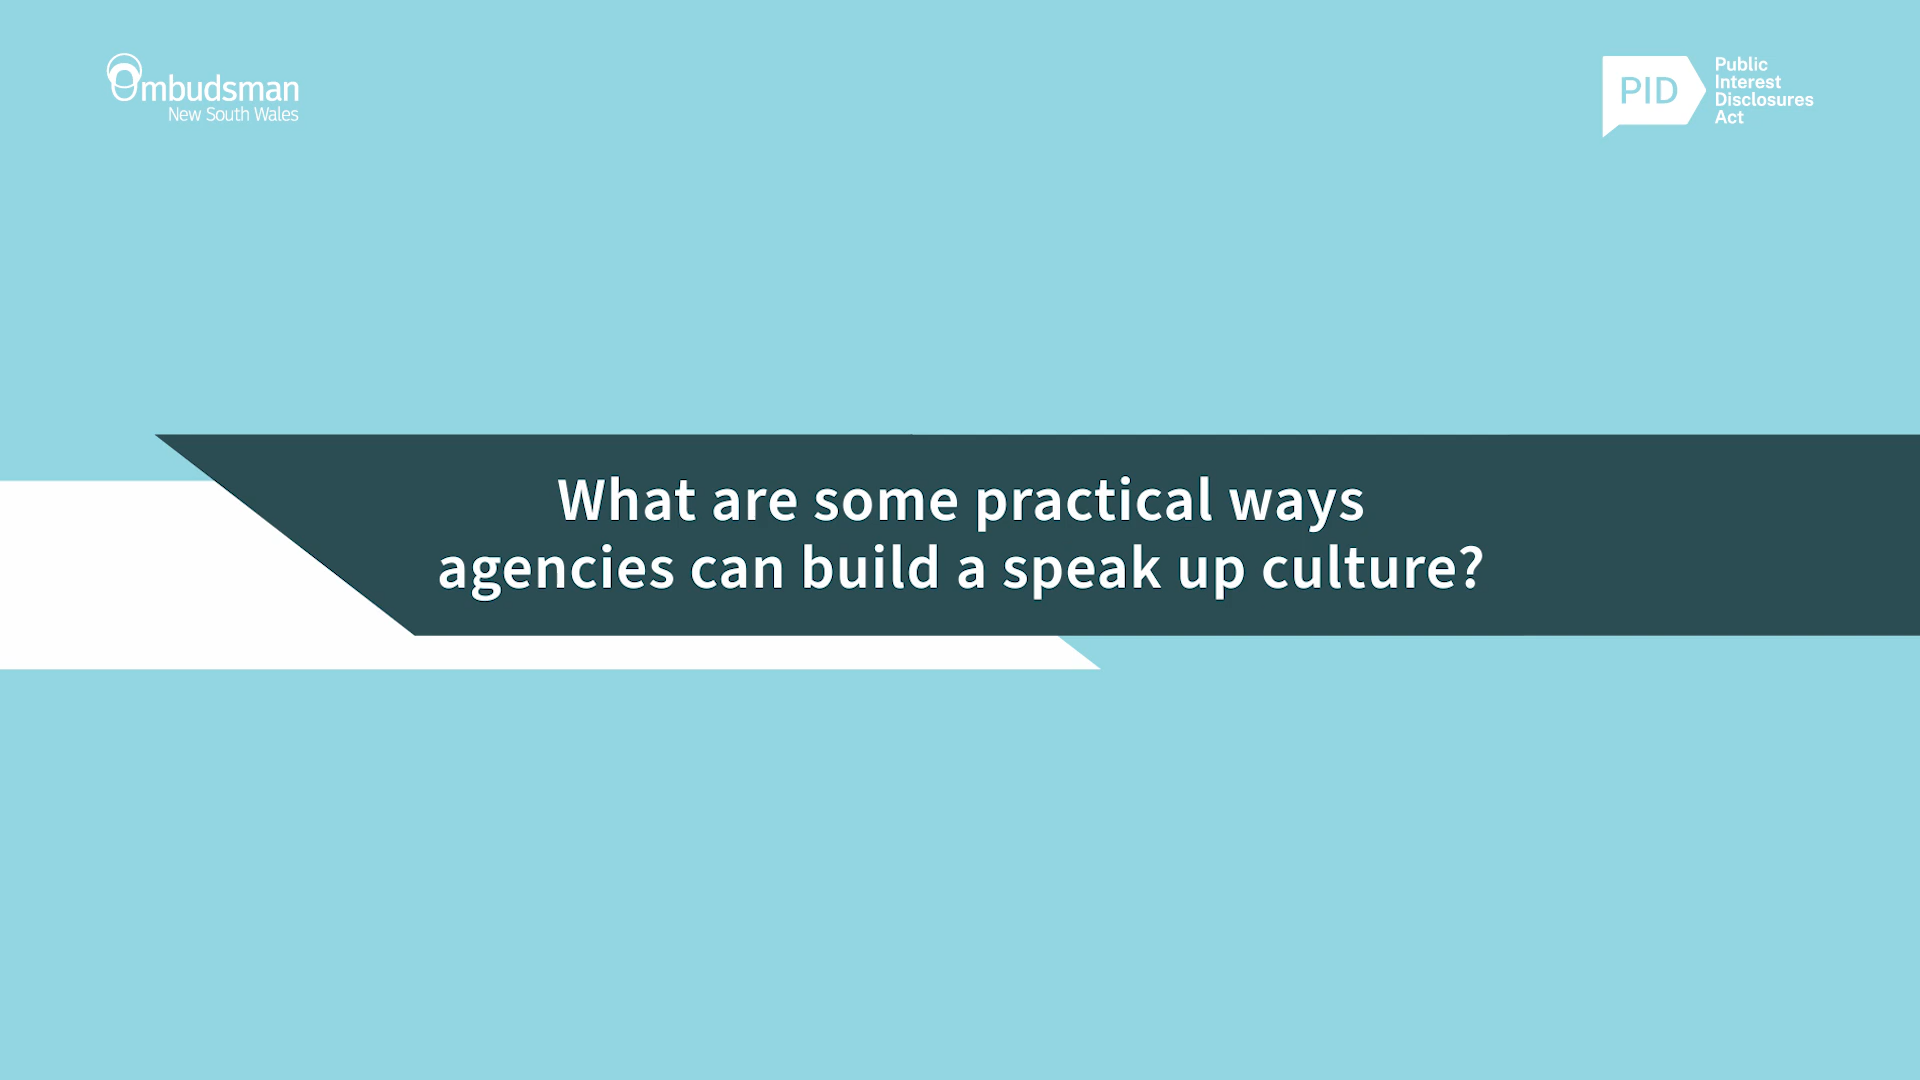 Ombudsman
New South Wales
PID
Public
Interest
Disclosures
Act
What are some practical ways
agencies can build a speak up culture?